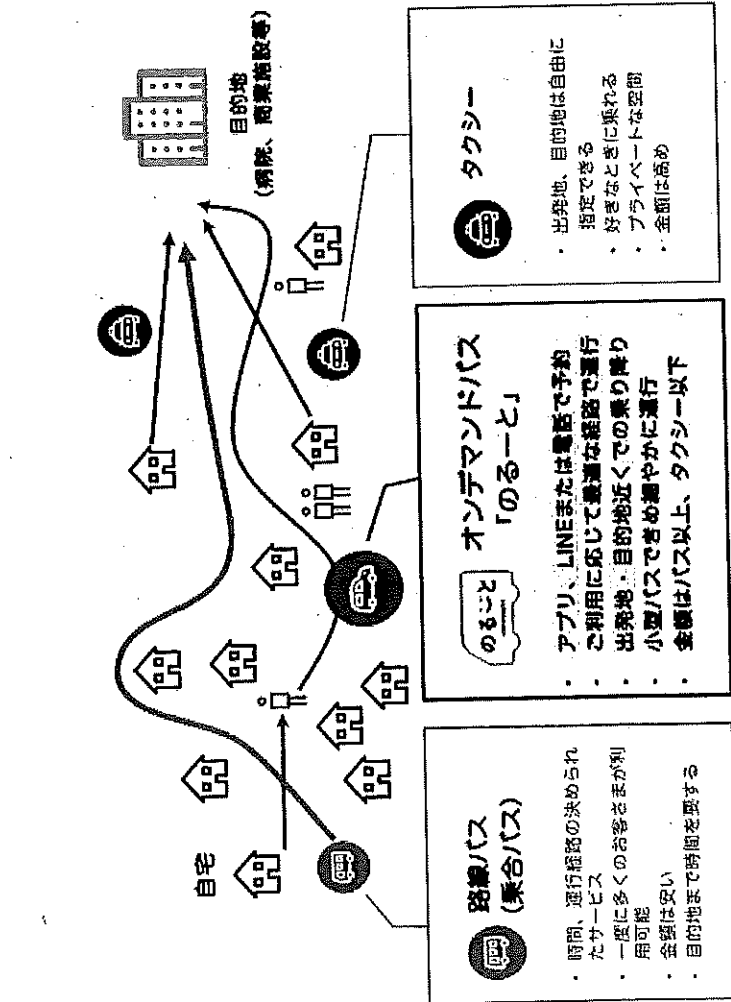 自宅
目的地
(病院、商業施設等)
路線バス
(乗合バス)
・ 時間、運行経路の決められ
たサービス
・ 一度に多くのお客さまが利
用可能
・ 金額は安い
・ 目的地まで時間を要する
のるーと
オンデマンドバス
「のるーと」
・ アプリ、LINEまたは電話で予約
・ ご利用に応じて最適な経路で運行
・ 出発地・目的地近くでの乗り降り
・ 小型バスできめ細やかに運行
・ 金額はバス以上、タクシー以下
タクシー
・ 出発地、目的地は自由に
指定できる
・ 好きなときに乗れる
・ プライベートな空間
・ 金額は高め